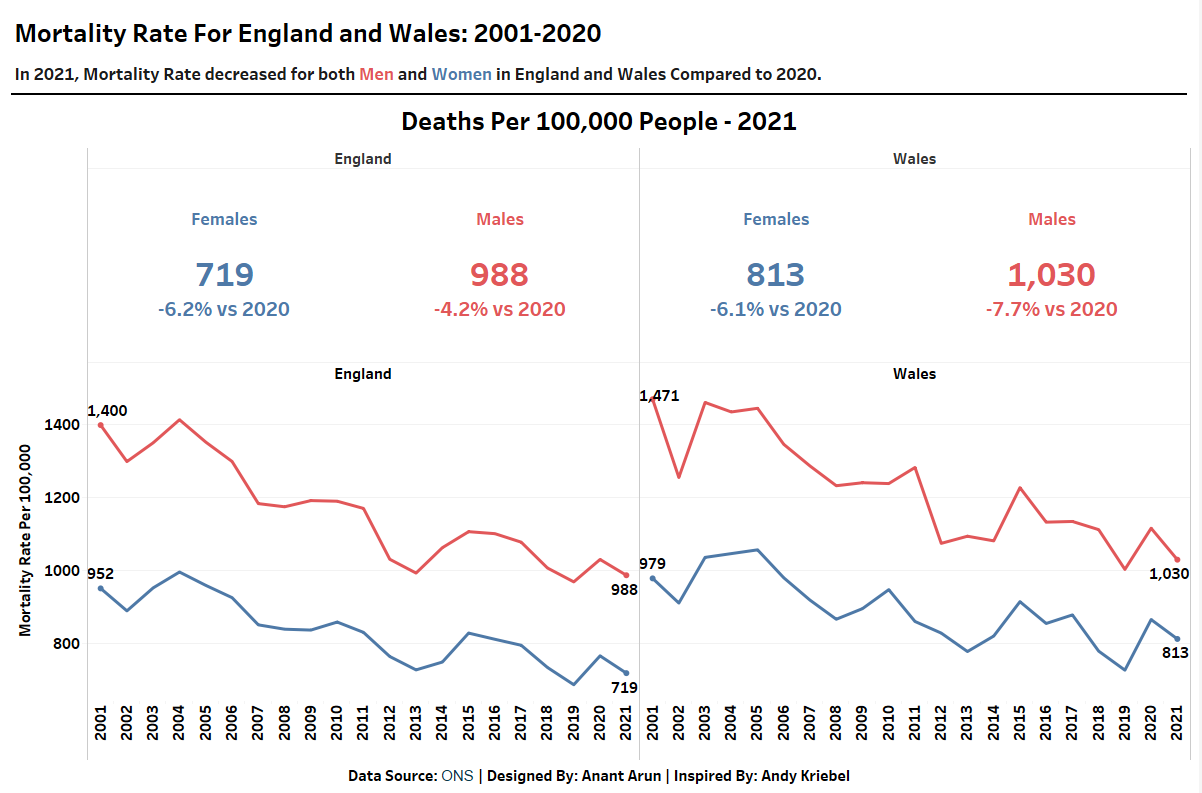 Mortality Rate For England and Wales: 2001-2020
In 2021, Mortality Rate decreased for both Men and Women in England and Wales Compared to 2020.
Deaths Per 100,000 People - 2021
England
Wales
Females
Males
Females
Males
719
988
813
1,030
-6.2% vs 2020
-4.2% vs 2020
-6.1% vs 2020
-7.7% vs 2020
England
Wales
Mortality Rate Per 100,000
1400
1200
1000
800
1,400
952
988
719
1,471
979
1,030
813
2001 2002 2003 2004 2005 2006 2007 2008 2009 2010 2011 2012 2013 2014 2015 2016 2017 2018 2019 2020 2021
2001 2002 2003 2004 2005 2006 2007 2008 2009 2010 2011 2012 2013 2014 2015 2016 2017 2018 2019 2020 2021
Data Source: ONS | Designed By: Anant Arun | Inspired By: Andy Kriebel